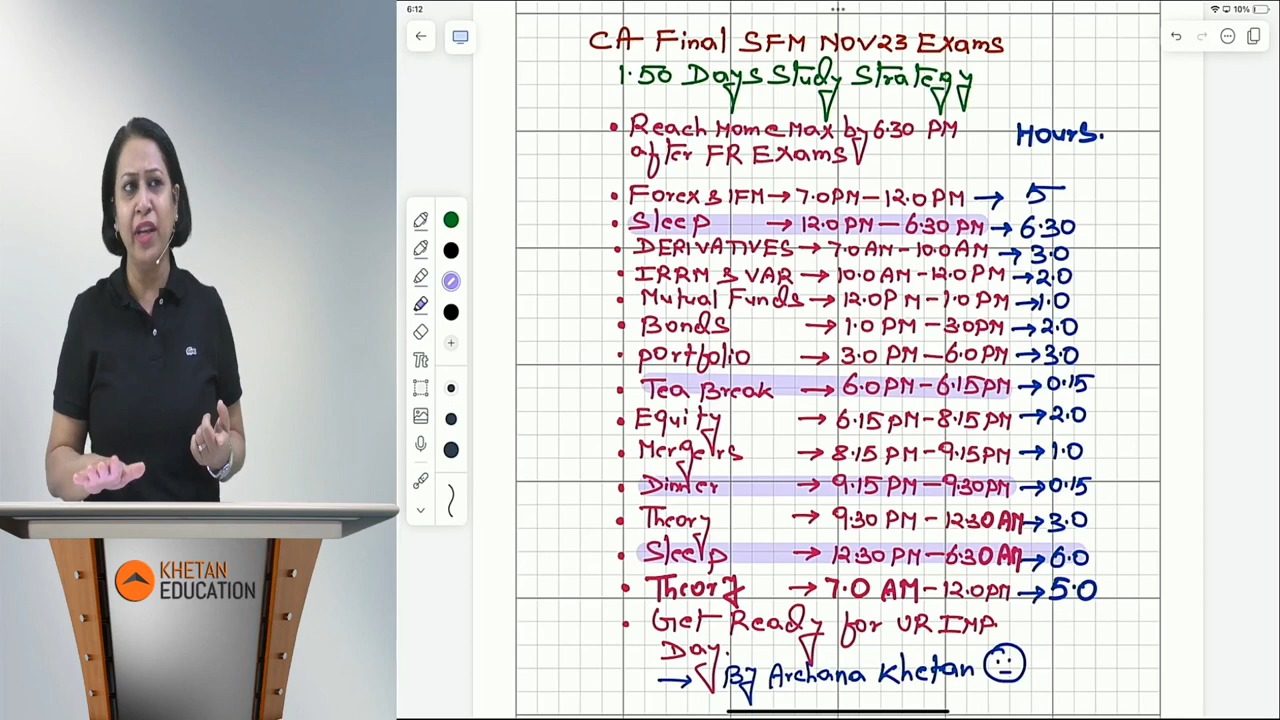 6:12
10%
CA Final SFM NOV23 Exams
1.50 Days Study Strategy
• Reach Home Max by 6.30 PM
after FR Exams
Hours.
• Forex & IFM → 7.0PM – 12.0 PM → 5
• Sleep → 12.0 PM – 6.30 PM → 6.30
• DERIVATIVES → 7.0 AM – 10.0 AM → 3.0
• IRRM & VAR → 10.0 AM – 12.0 PM → 2.0
• Mutual Funds → 12.0 PM – 1.0 PM → 1.0
• Bonds → 1.0 PM – 3.0PM → 2.0
• Portfolio → 3.0 PM – 6.0 PM → 3.0
• Tea Break → 6.0 PM – 6.15 PM → 0.15
• Equity → 6.15 PM – 8.15 PM → 2.0
• Mergers → 8.15 PM – 9.15 PM → 1.0
• Dinner → 9.15 PM – 9.30 PM → 0.15
• Theory → 9.30 PM – 12.30 AM → 3.0
• Sleep → 12.30 PM – 6.30 AM → 6.0
• Theory → 7.0 AM – 12.0 PM → 5.0
• Get Ready for UR IMP.
Day.
→ By Archana Khetan
Tt
KHETAN
EDUCATION